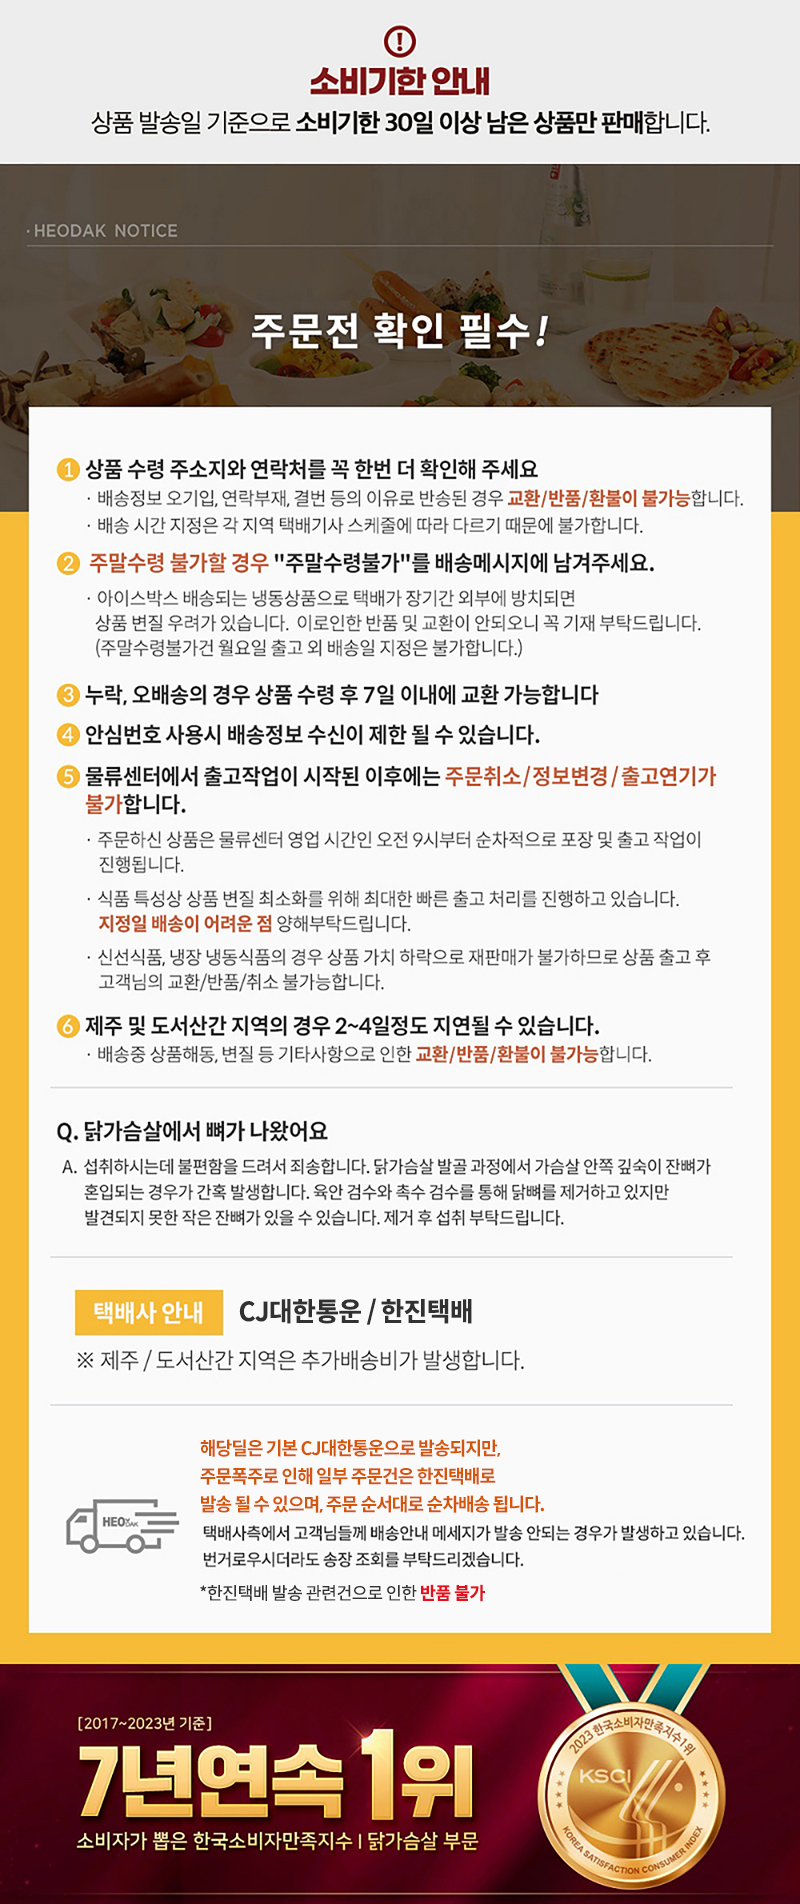 소비기한 안내
상품 발송일 기준으로 소비기한 30일 이상 남은 상품만 판매합니다.
· HEODAK NOTICE
주문전 확인 필수!
1 상품 수령 주소지와 연락처를 꼭 한번 더 확인해 주세요
· 배송정보 오기입, 연락부재, 결번 등의 이유로 반송된 경우 교환/반품/환불이 불가능합니다.
· 배송 시간 지정은 각 지역 택배기사 스케줄에 따라 다르기 때문에 불가합니다.
2 주말수령 불가할 경우 "주말수령불가"를 배송메시지에 남겨주세요.
· 아이스박스 배송되는 냉동상품으로 택배가 장기간 외부에 방치되면
상품 변질 우려가 있습니다. 이로인한 반품 및 교환이 안되오니 꼭 기재 부탁드립니다.
(주말수령불가건 월요일 출고 외 배송일 지정은 불가합니다.)
3 누락, 오배송의 경우 상품 수령 후 7일 이내에 교환 가능합니다
4 안심번호 사용시 배송정보 수신이 제한 될 수 있습니다.
5 물류센터에서 출고작업이 시작된 이후에는 주문취소/정보변경/출고연기가
불가합니다.
· 주문하신 상품은 물류센터 영업 시간인 오전 9시부터 순차적으로 포장 및 출고 작업이
진행됩니다.
· 식품 특성상 상품 변질 최소화를 위해 최대한 빠른 출고 처리를 진행하고 있습니다.
지정일 배송이 어려운 점 양해부탁드립니다.
· 신선식품, 냉장 냉동식품의 경우 상품 가치 하락으로 재판매가 불가하므로 상품 출고 후
고객님의 교환/반품/취소 불가능합니다.
6 제주 및 도서산간 지역의 경우 2~4일정도 지연될 수 있습니다.
· 배송중 상품해동, 변질 등 기타사항으로 인한 교환/반품/환불이 불가능합니다.
Q. 닭가슴살에서 뼈가 나왔어요
A. 섭취하시는데 불편함을 드려서 죄송합니다. 닭가슴살 발골 과정에서 가슴살 안쪽 깊숙이 잔뼈가
혼입되는 경우가 간혹 발생합니다. 육안 검수와 촉수 검수를 통해 닭뼈를 제거하고 있지만
발견되지 못한 작은 잔뼈가 있을 수 있습니다. 제거 후 섭취 부탁드립니다.
택배사 안내 CJ대한통운 / 한진택배
※ 제주 / 도서산간 지역은 추가배송비가 발생합니다.
해당딜은 기본 CJ대한통운으로 발송되지만,
주문폭주로 인해 일부 주문건은 한진택배로
발송 될 수 있으며, 주문 순서대로 순차배송 됩니다.
HEODAK
택배사측에서 고객님들께 배송안내 메세지가 발송 안되는 경우가 발생하고 있습니다.
번거로우시더라도 송장 조회를 부탁드리겠습니다.
*한진택배 발송 관련건으로 인한 반품 불가
[2017~2023년 기준]
7년연속 1위
소비자가 뽑은 한국소비자만족지수 | 닭가슴살 부문
2023 한국소비자만족지수 1위
KSCI
KOREA SATISFACTION CONSUMER INDEX